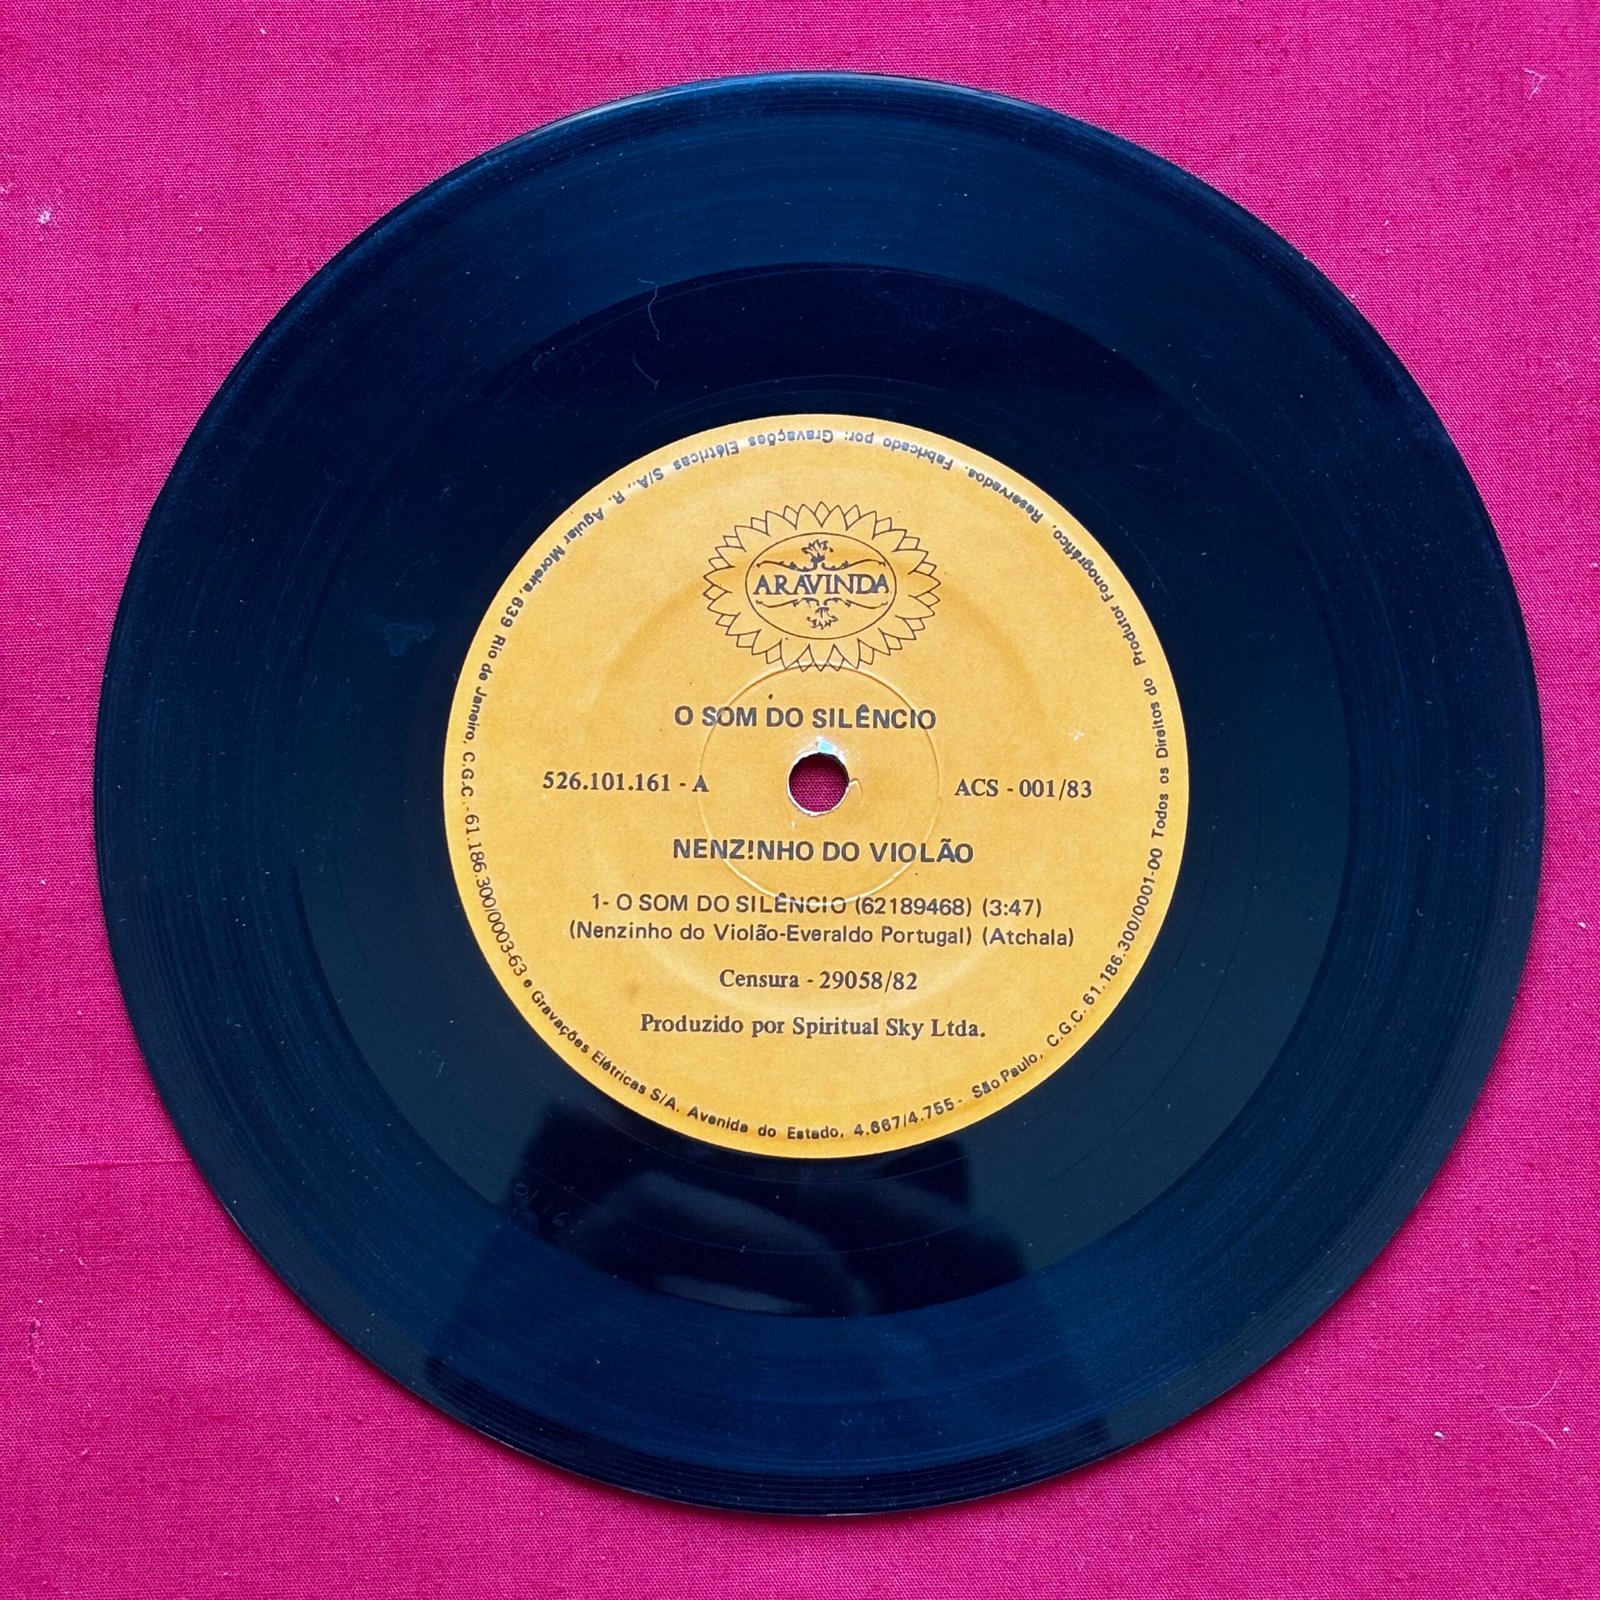 ARAVINDA
O SOM DO SILÊNCIO
526.101.161 - A
ACS - 001/83
NENZ!NHO DO VIOLÃO
1- O SOM DO SILÊNCIO (62189468) (3:47)
(Nenzinho do Violão-Everaldo Portugal) (Atchala)
Censura - 29058/82
Produzido por Spiritual Sky Ltda.
Todos os Direitos do Produtor Fonográfico, Reservados. Fabricado por: Gravações Elétricas S/A., R. Aguiar Moreira, 639 Rio de Janeiro, C.G.C. - 61.186.300/0003-63 e Gravações Elétricas S/A. Avenida do Estado, 4.667/4.755 - São Paulo, C.G.C. 61.186.300/0001-00